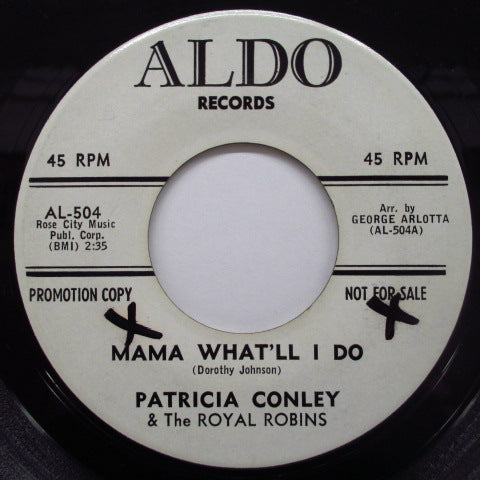 ALDO
RECORDS
45 RPM
45 RPM
AL-504
Rose City Music
Publ. Corp.
(BMI) 2:35
Arr. by
GEORGE ARLOTTA
(AL-504A)
PROMOTION COPY
NOT FOR SALE
MAMA WHAT'LL I DO
(Dorothy Johnson)
PATRICIA CONLEY
& The ROYAL ROBINS